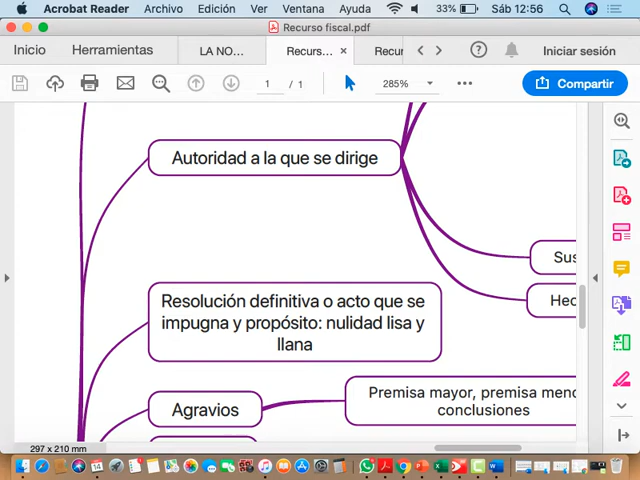 Acrobat Reader Archivo Edición Ver Ventana Ayuda 33% Sáb 12:56
Recurso fiscal.pdf
Inicio Herramientas LA NO... Recurs... × Recur Iniciar sesión
1 / 1 285% Compartir
Autoridad a la que se dirige
Sus
Resolución definitiva o acto que se
impugna y propósito: nulidad lisa y
llana
Hec
Premisa mayor, premisa meno
conclusiones
Agravios
297 x 210 mm